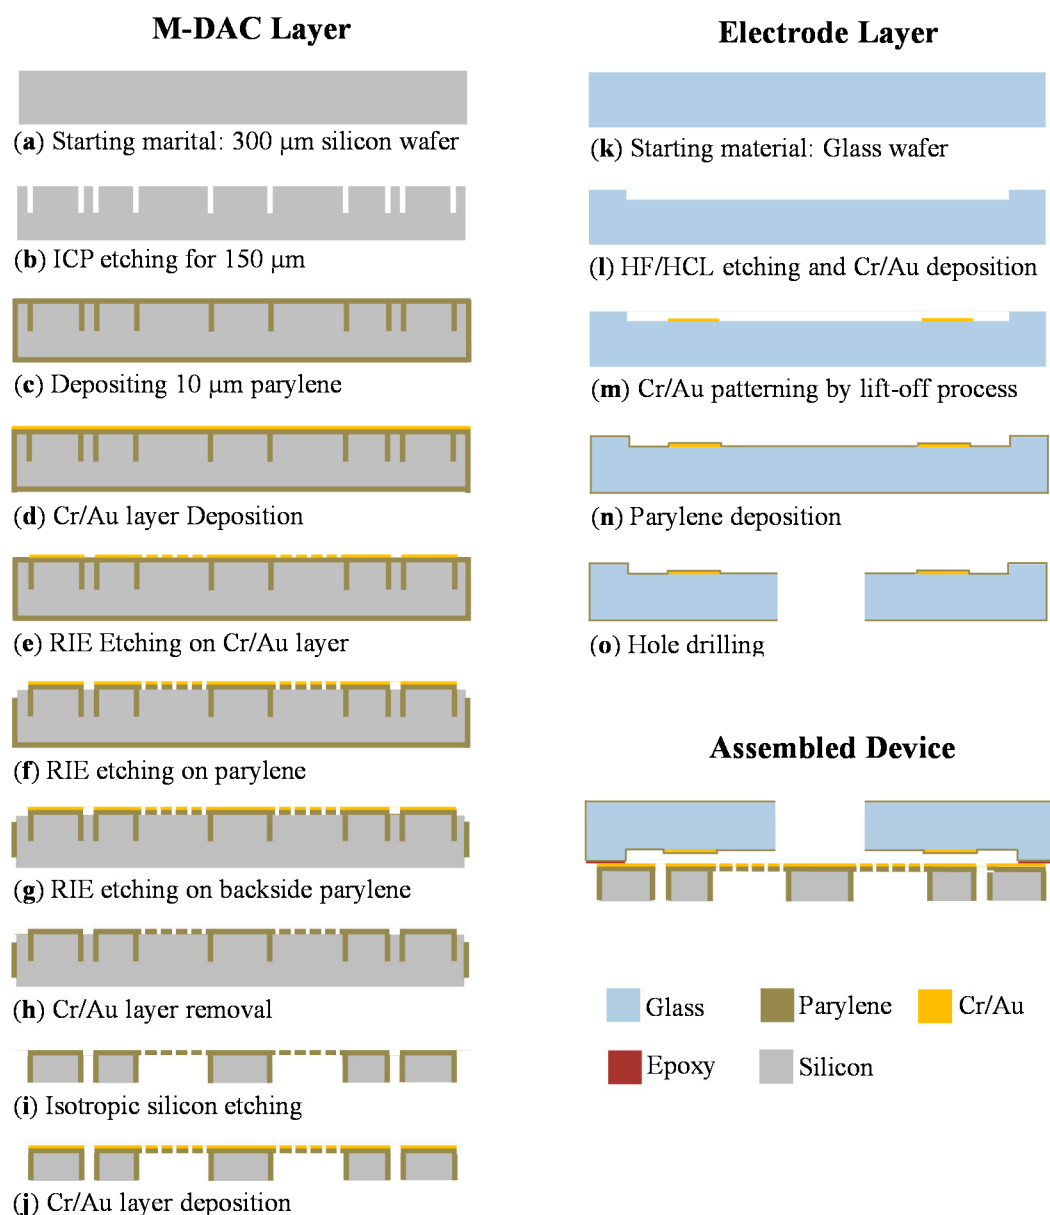 M-DAC Layer
(a) Starting marital: 300 μm silicon wafer
(b) ICP etching for 150 μm
(c) Depositing 10 μm parylene
(d) Cr/Au layer Deposition
(e) RIE Etching on Cr/Au layer
(f) RIE etching on parylene
(g) RIE etching on backside parylene
(h) Cr/Au layer removal
(i) Isotropic silicon etching
(j) Cr/Au layer deposition
Electrode Layer
(k) Starting material: Glass wafer
(l) HF/HCL etching and Cr/Au deposition
(m) Cr/Au patterning by lift-off process
(n) Parylene deposition
(o) Hole drilling
Assembled Device
Glass
Parylene
Cr/Au
Epoxy
Silicon